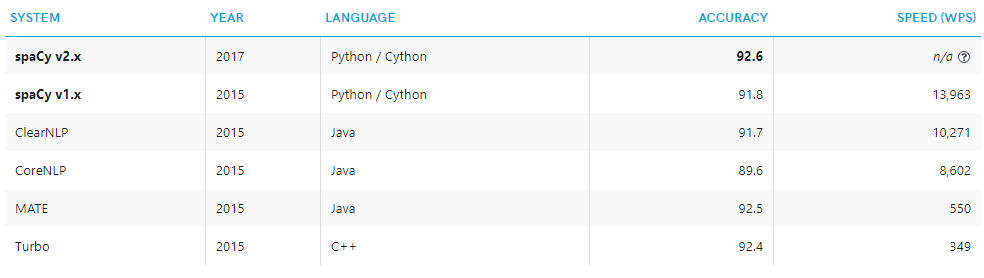 SYSTEM YEAR LANGUAGE ACCURACY SPEED (WPS)
spaCy v2.x 2017 Python / Cython 92.6 n/a ?
spaCy v1.x 2015 Python / Cython 91.8 13,963
ClearNLP 2015 Java 91.7 10,271
CoreNLP 2015 Java 89.6 8,602
MATE 2015 Java 92.5 550
Turbo 2015 C++ 92.4 349